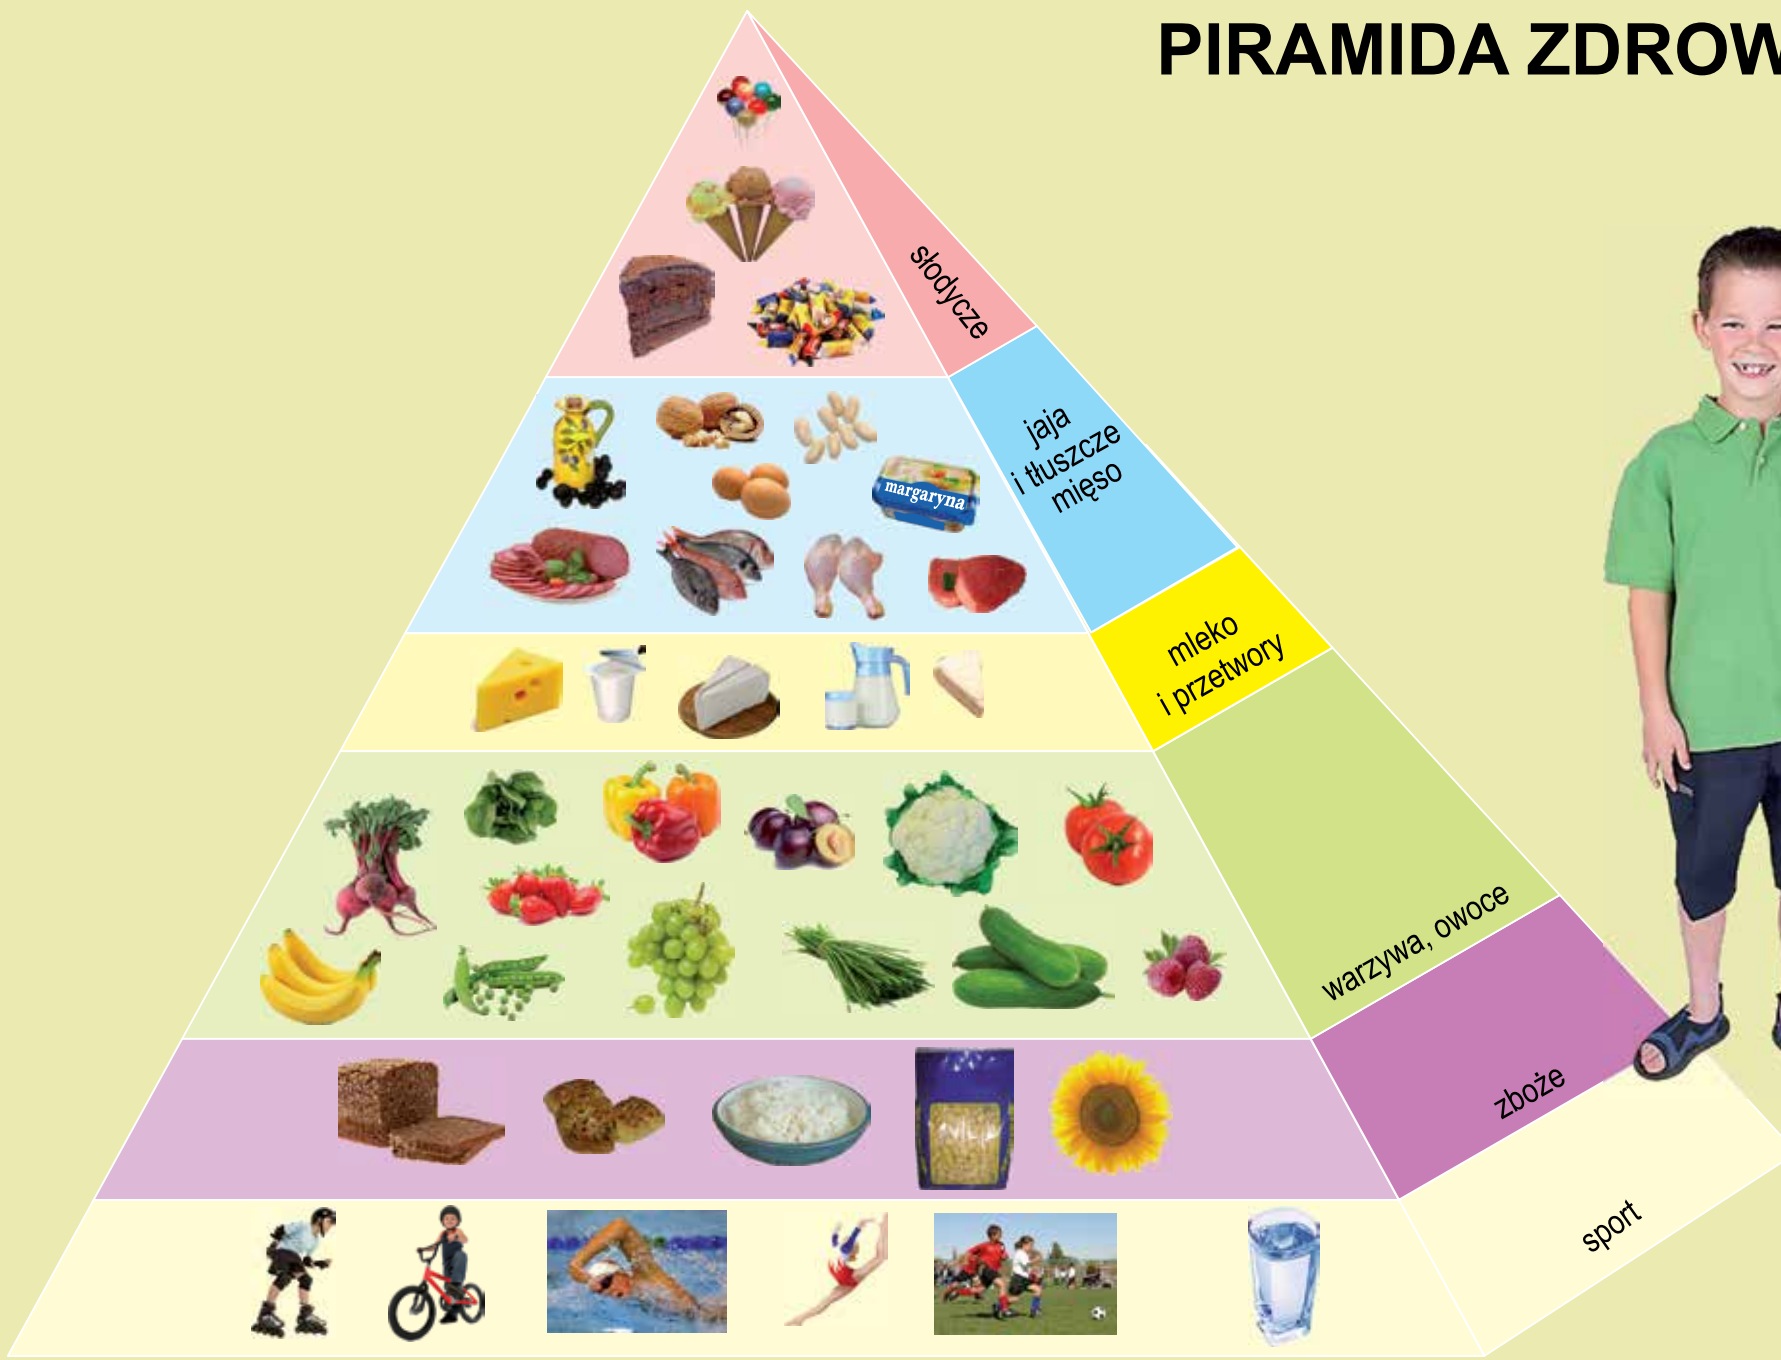 PIRAMIDA ZDROW
słodycze
jaja
i tłuszcze
mięso
margaryna
mleko
i przetwory
warzywa, owoce
zboże
sport